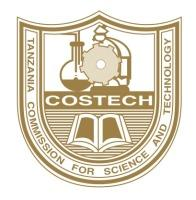 TANZANIA COMMISSION FOR SCIENCE AND TECHNOLOGY
COSTECH